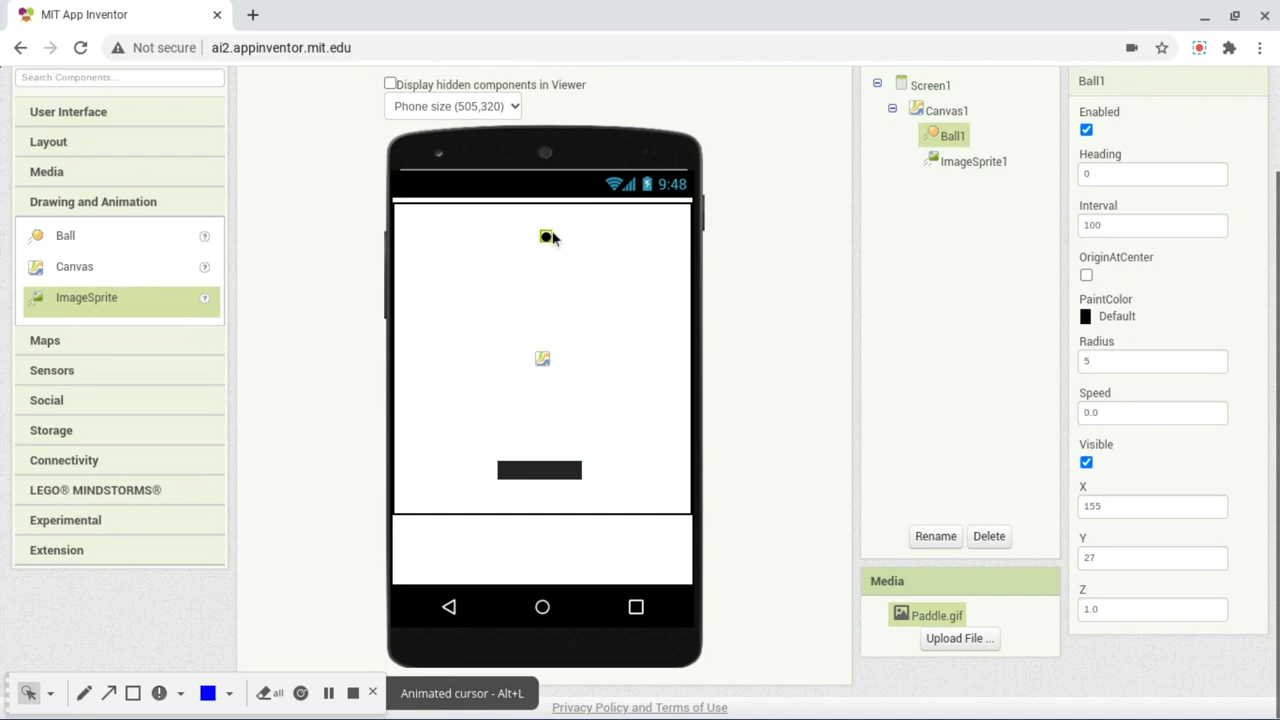 MIT App Inventor
Not secure
ai2.appinventor.mit.edu
Search Components...
User Interface
Layout
Media
Drawing and Animation
Ball
?
Canvas
?
ImageSprite
?
Maps
Sensors
Social
Storage
Connectivity
LEGO® MINDSTORMS®
Experimental
Extension
Display hidden components in Viewer
Phone size (505,320)
9:48
Screen1
Canvas1
Ball1
ImageSprite1
Rename
Delete
Media
Paddle.gif
Upload File ...
Ball1
Enabled
Heading
0
Interval
100
OriginAtCenter
PaintColor
Default
Radius
5
Speed
0.0
Visible
X
155
Y
27
Z
1.0
all
Animated cursor - Alt+L
Privacy Policy and Terms of Use